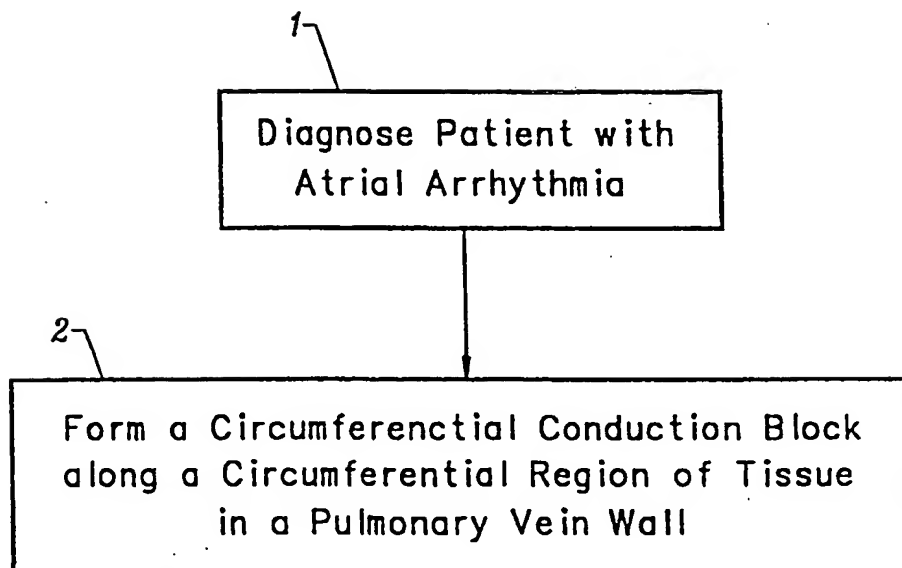 1
Diagnose Patient with
Atrial Arrhythmia
2
Form a Circumferenctial Conduction Block
along a Circumferential Region of Tissue
in a Pulmonary Vein Wall